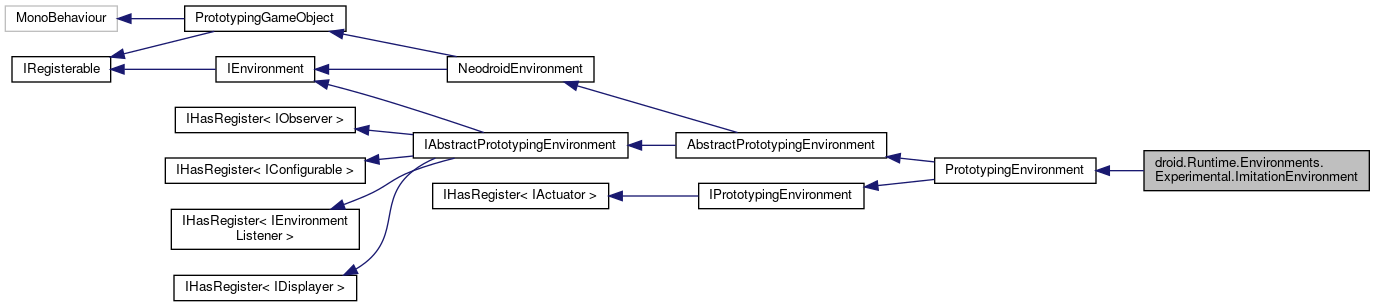 MonoBehaviour
PrototypingGameObject
IRegisterable
IEnvironment
NeodroidEnvironment
IHasRegister< IObserver >
IAbstractPrototypingEnvironment
AbstractPrototypingEnvironment
IHasRegister< IConfigurable >
PrototypingEnvironment
droid.Runtime.Environments.
Experimental.ImitationEnvironment
IHasRegister< IActuator >
IPrototypingEnvironment
IHasRegister< IEnvironment
Listener >
IHasRegister< IDisplayer >